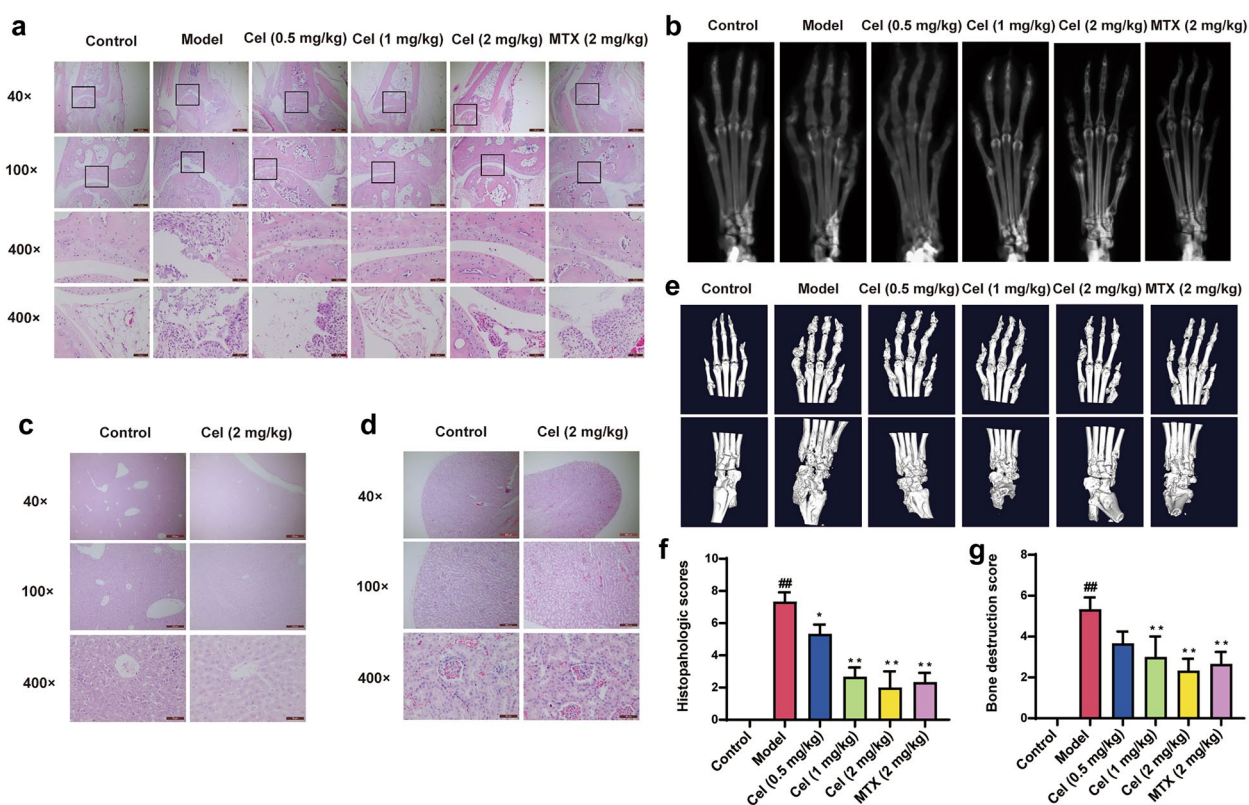 a
Control Model Cel (0.5 mg/kg) Cel (1 mg/kg) Cel (2 mg/kg) MTX (2 mg/kg)
40×
100×
400×
400×
b
Control Model Cel (0.5 mg/kg) Cel (1 mg/kg) Cel (2 mg/kg) MTX (2 mg/kg)
e
Control Model Cel (0.5 mg/kg) Cel (1 mg/kg) Cel (2 mg/kg) MTX (2 mg/kg)
c
Control Cel (2 mg/kg)
40×
100×
400×
d
Control Cel (2 mg/kg)
40×
100×
400×
f
Histopahologic scores
10
8
6
4
2
0
##
*
**
**
**
Control
Model
Cel (0.5 mg/kg)
Cel (1 mg/kg)
Cel (2 mg/kg)
MTX (2 mg/kg)
g
Bone destruction score
8
6
4
2
0
##
**
**
**
Control
Model
Cel (0.5 mg/kg)
Cel (1 mg/kg)
Cel (2 mg/kg)
MTX (2 mg/kg)